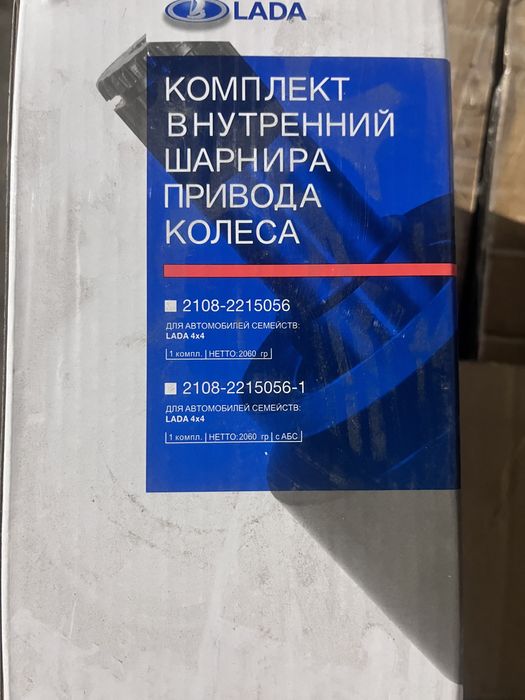 LADA
КОМПЛЕКТ
ВНУТРЕННИЙ
ШАРНИРА
ПРИВОДА
КОЛЕСА
2108-2215056
ДЛЯ АВТОМОБИЛЕЙ СЕМЕЙСТВ:
LADA 4x4
1 компл. | НЕТТО: 2060 гр
2108-2215056-1
ДЛЯ АВТОМОБИЛЕЙ СЕМЕЙСТВ:
LADA 4x4
1 компл. | НЕТТО: 2060 гр | с АБС